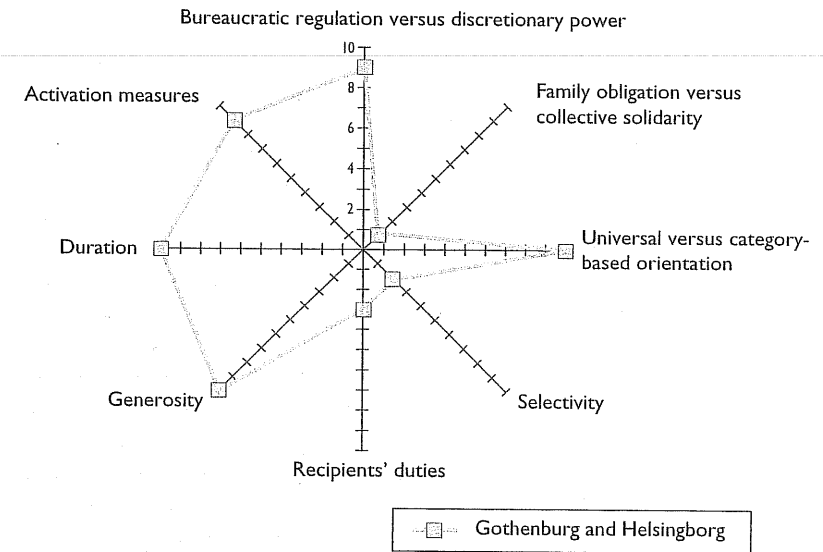 Bureaucratic regulation versus discretionary power
10
8
6
4
2
Activation measures
Family obligation versus
collective solidarity
Duration
Universal versus category-
based orientation
Generosity
Selectivity
Recipients' duties
Gothenburg and Helsingborg